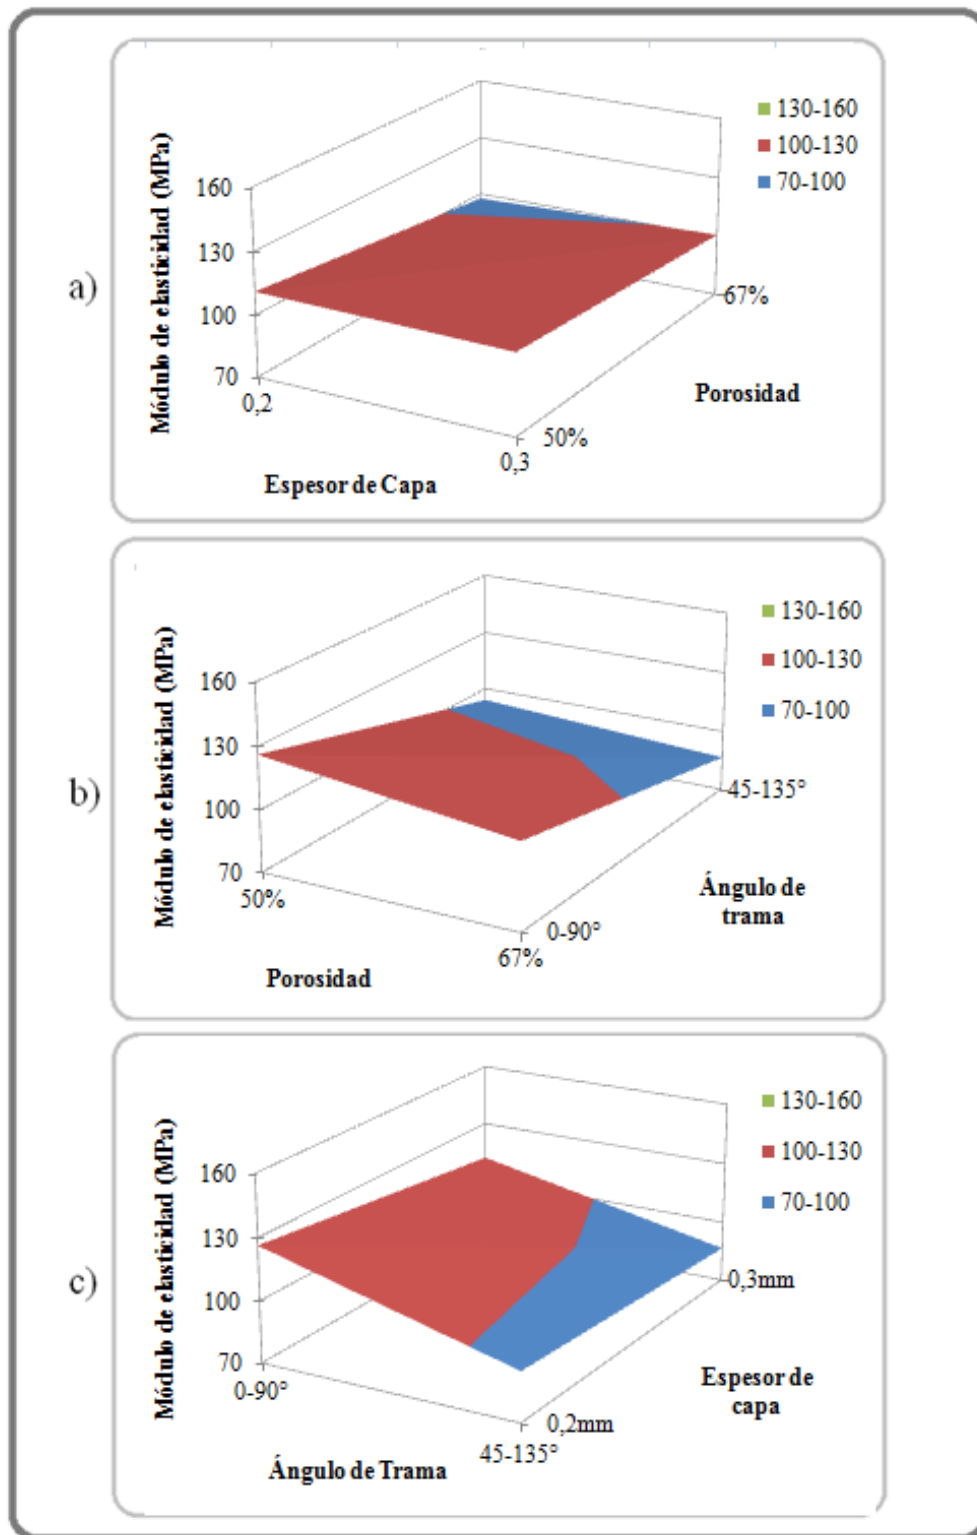 a)
Módulo de elasticidad (MPa)
160
130
100
70
0,2
0,3
Espesor de Capa
50%
67%
Porosidad
130-160
100-130
70-100
b)
Módulo de elasticidad (MPa)
160
130
100
70
50%
67%
Porosidad
0-90°
45-135°
Ángulo de
trama
130-160
100-130
70-100
c)
Módulo de elasticidad (MPa)
160
130
100
70
0-90°
45-135°
Ángulo de Trama
0,2mm
0,3mm
Espesor de
capa
130-160
100-130
70-100